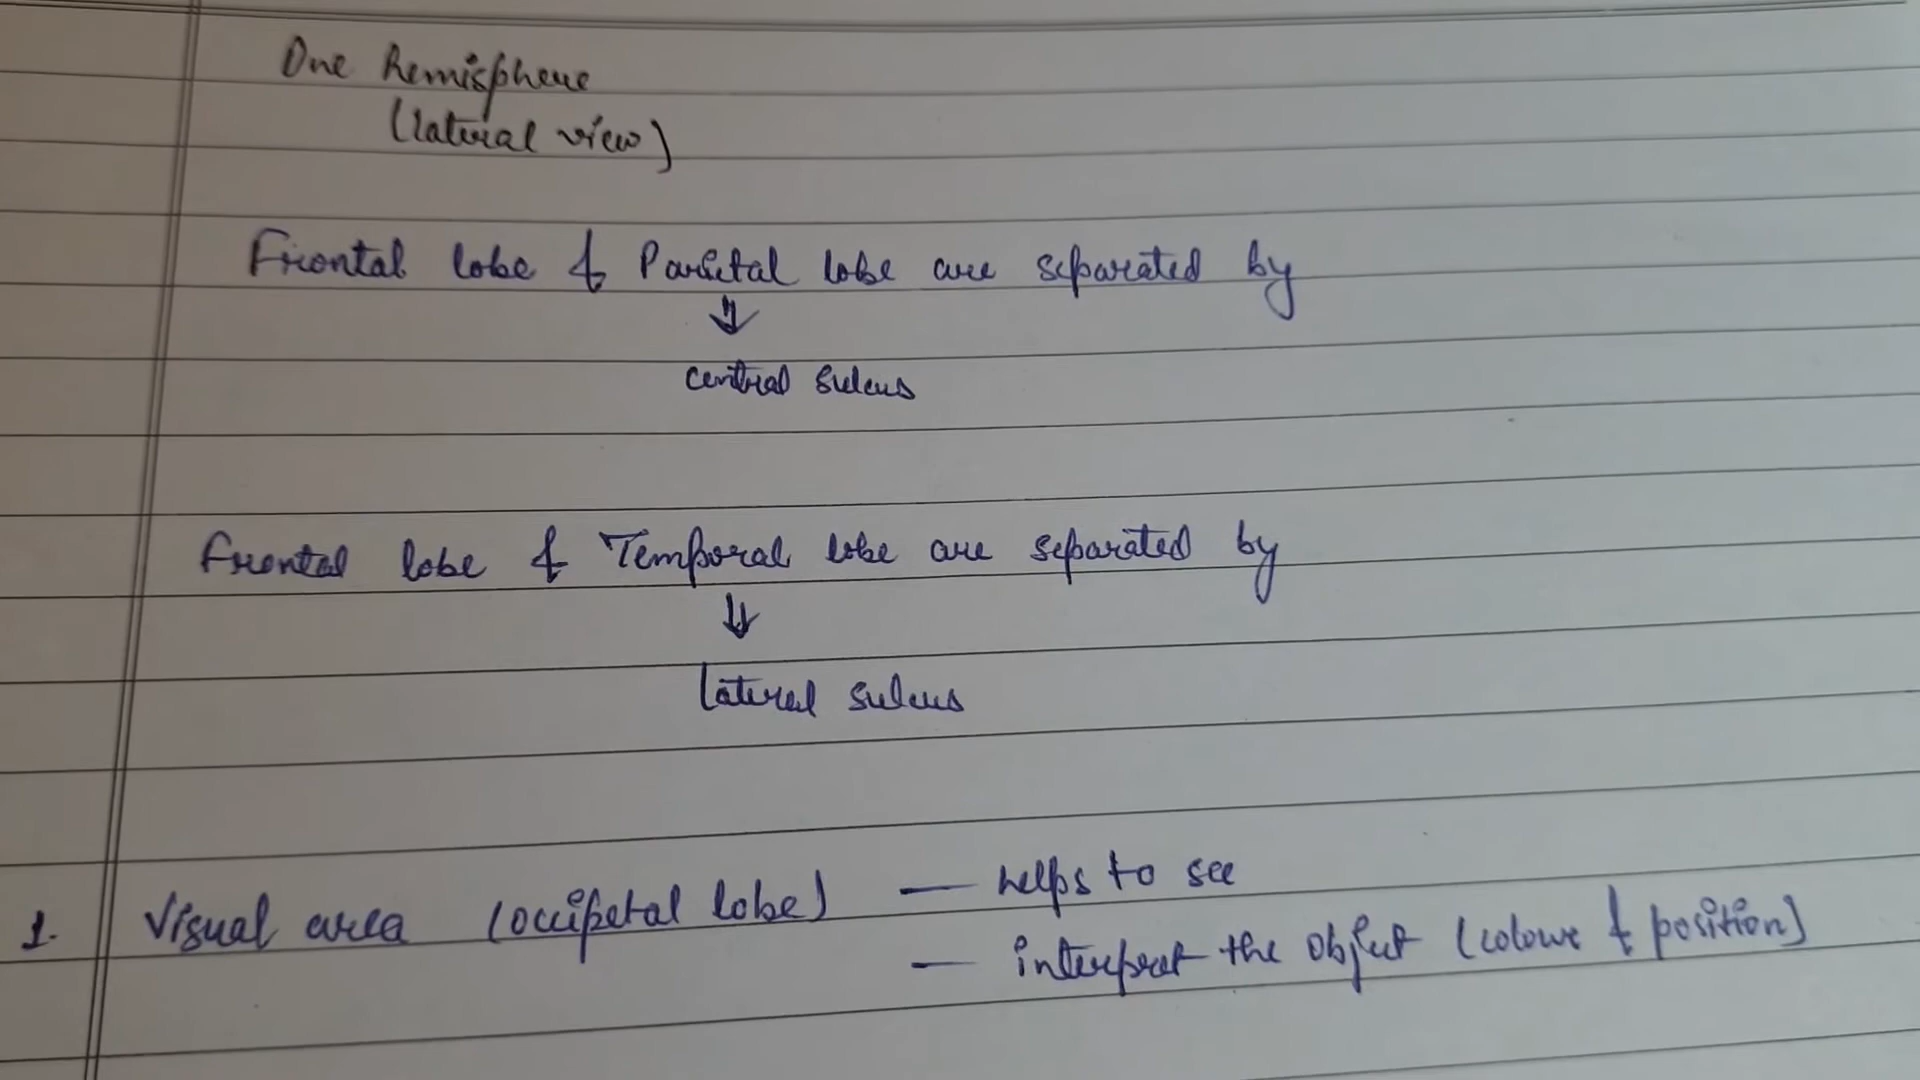 One hemisphere
(lateral view)
Frontal lobe & Parietal lobe are separated by
⇓
central sulcus
Frontal lobe & Temporal lobe are separated by
⇓
lateral sulcus
1. Visual area (occipetal lobe) — helps to see
— interpret the object (colour & position)